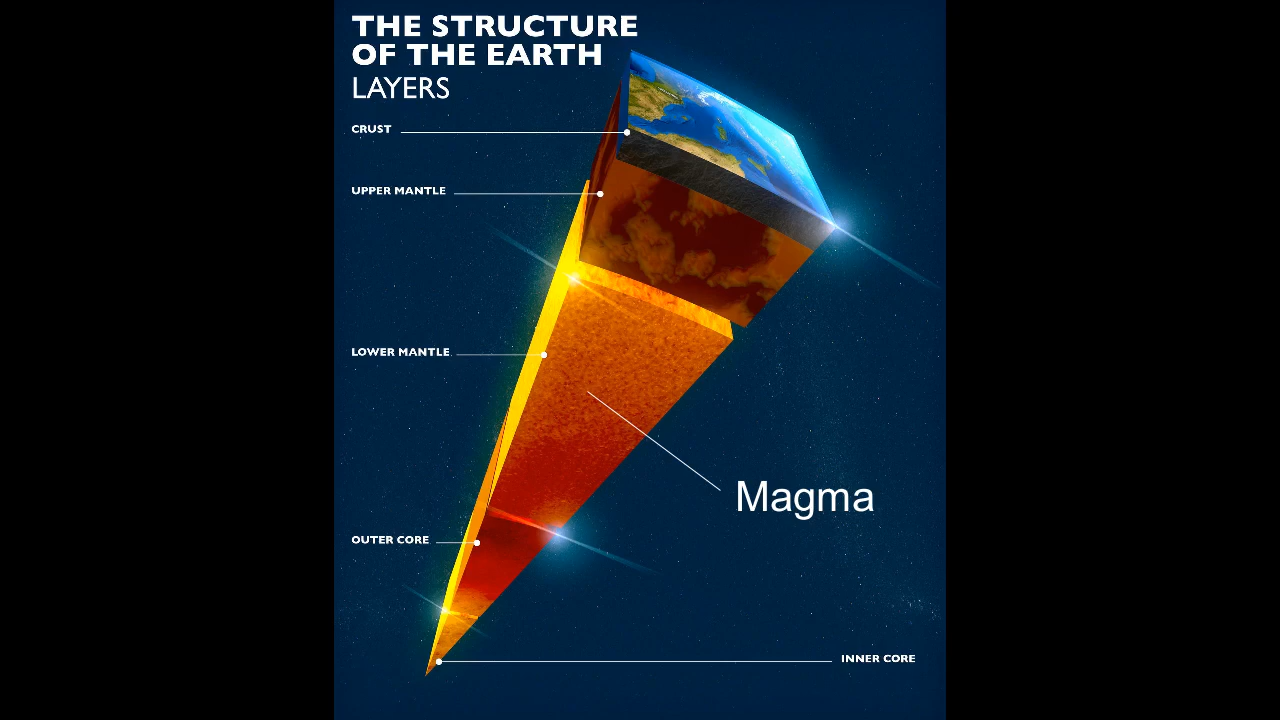 THE STRUCTURE
OF THE EARTH
LAYERS
CRUST
UPPER MANTLE
LOWER MANTLE
Magma
OUTER CORE
INNER CORE